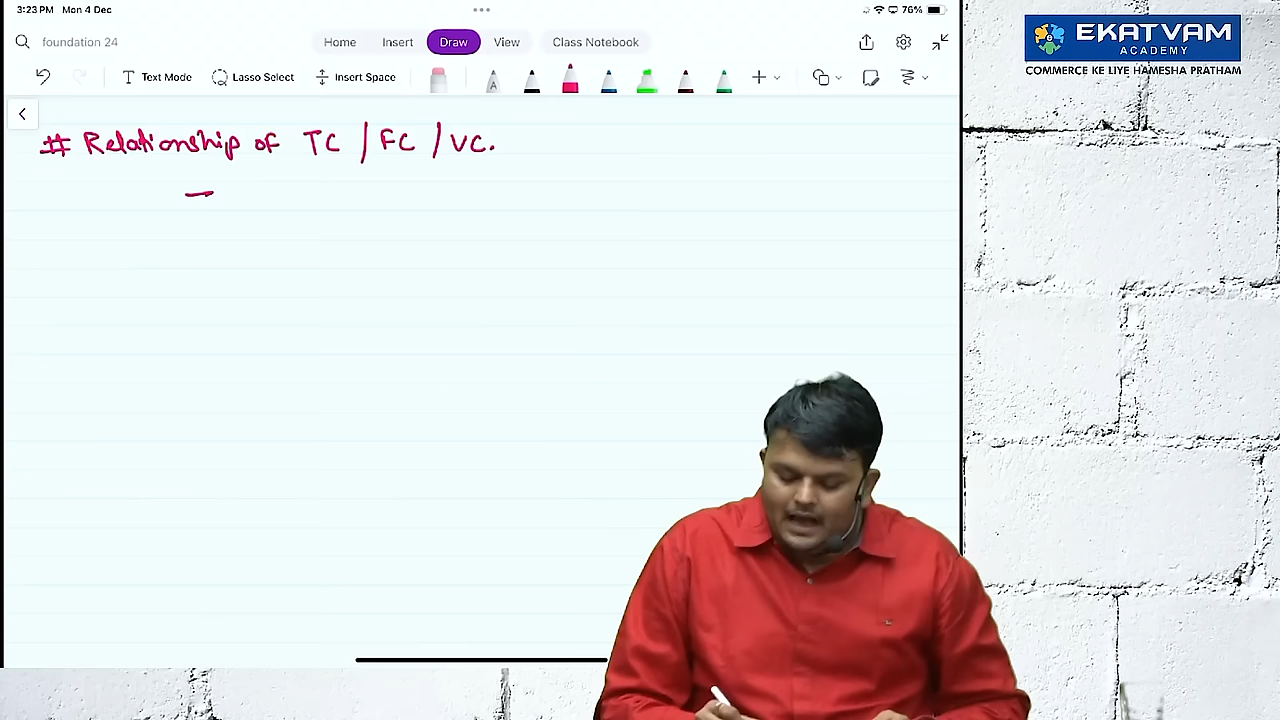 3:23 PM Mon 4 Dec
76%
foundation 24
Home Insert Draw View Class Notebook
Text Mode Lasso Select Insert Space
# Relationship of TC / FC / VC.
EKATVAM
ACADEMY
COMMERCE KE LIYE HAMESHA PRATHAM